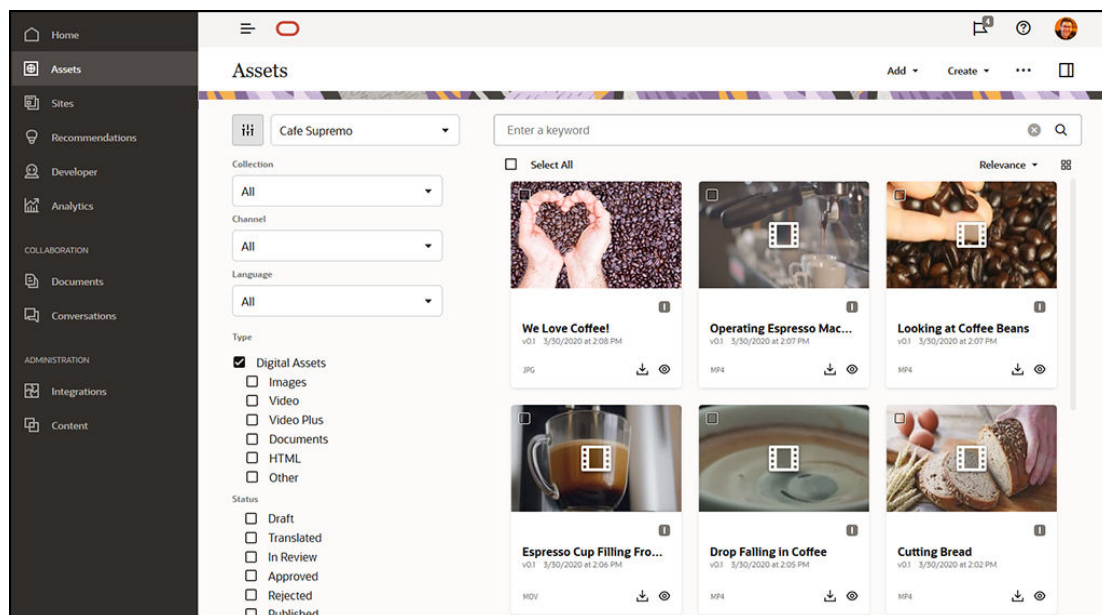 Home
Assets
Sites
Recommendations
Developer
Analytics
COLLABORATION
Documents
Conversations
ADMINISTRATION
Integrations
Content
4
Assets
Add
Create
Cafe Supremo
Collection
All
Channel
All
Language
All
Type
Digital Assets
Images
Video
Video Plus
Documents
HTML
Other
Status
Draft
Translated
In Review
Approved
Rejected
Published
Enter a keyword
Select All
Relevance
I
We Love Coffee!
v0.1 3/30/2020 at 2:08 PM
JPG
I
Operating Espresso Mac...
v0.1 3/30/2020 at 2:07 PM
MP4
I
Looking at Coffee Beans
v0.1 3/30/2020 at 2:07 PM
MP4
I
Espresso Cup Filling Fro...
v0.1 3/30/2020 at 2:06 PM
MOV
I
Drop Falling in Coffee
v0.1 3/30/2020 at 2:05 PM
MP4
I
Cutting Bread
v0.1 3/30/2020 at 2:02 PM
MP4